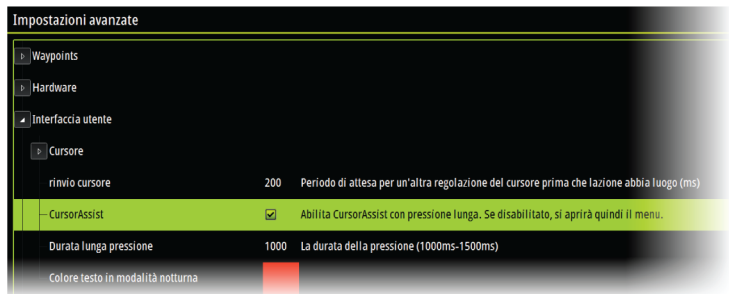 Impostazioni avanzate
Waypoints
Hardware
Interfaccia utente
Cursore
rinvio cursore 200 Periodo di attesa per un'altra regolazione del cursore prima che lazione abbia luogo (ms)
CursorAssist Abilita CursorAssist con pressione lunga. Se disabilitato, si aprirà quindi il menu.
Durata lunga pressione 1000 La durata della pressione (1000ms-1500ms)
Colore testo in modalità notturna